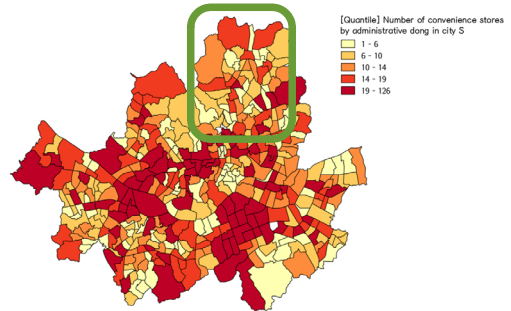 [Quantile] Number of convenience stores
by administrative dong in city S
1 - 6
6 - 10
10 - 14
14 - 19
19 - 126